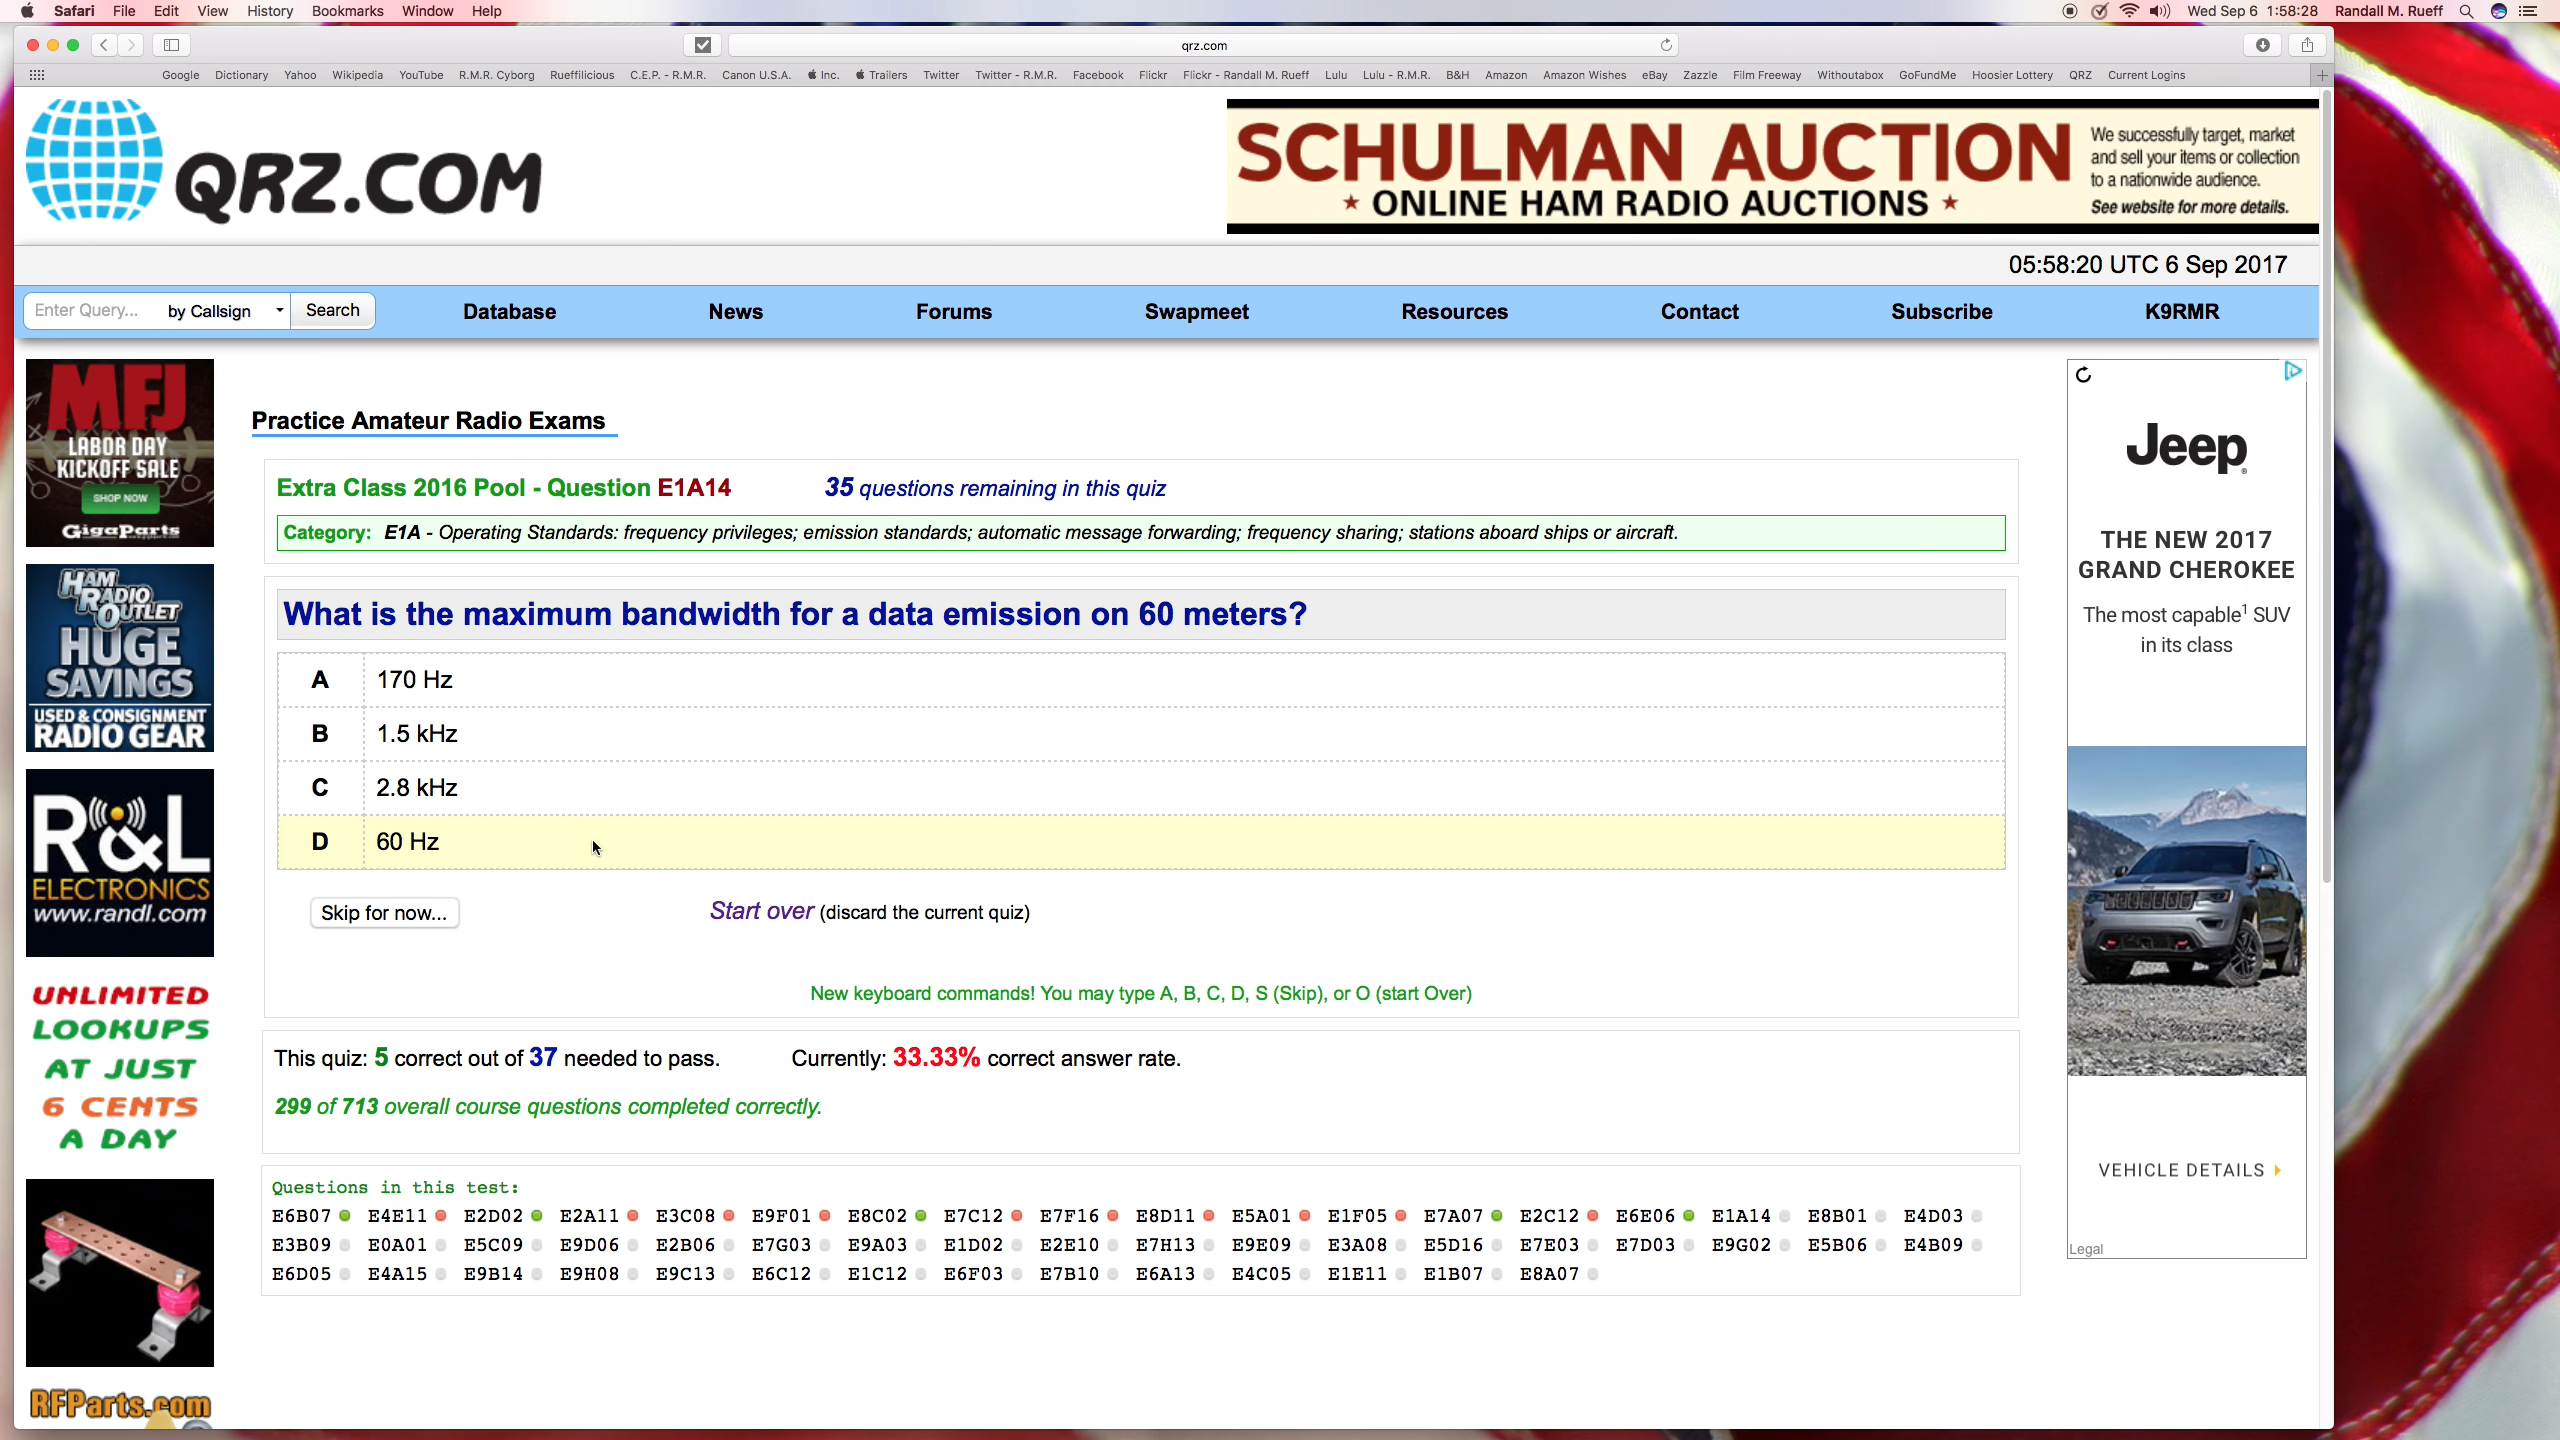 Safari File Edit View History Bookmarks Window Help
Wed Sep 6 1:58:28 Randall M. Rueff
qrz.com
Google Dictionary Yahoo Wikipedia YouTube R.M.R. Cyborg Rueffilicious C.E.P. - R.M.R. Canon U.S.A. Inc. Trailers Twitter Twitter - R.M.R. Facebook Flickr Flickr - Randall M. Rueff Lulu Lulu - R.M.R. B&H Amazon Amazon Wishes eBay Zazzle Film Freeway Withoutabox GoFundMe Hoosier Lottery QRZ Current Logins
QRZ.COM
SCHULMAN AUCTION
★ ONLINE HAM RADIO AUCTIONS ★
We successfully target, market
and sell your items or collection
to a nationwide audience.
See website for more details.
05:58:20 UTC 6 Sep 2017
Enter Query... by Callsign Search Database News Forums Swapmeet Resources Contact Subscribe K9RMR
MFJ
LABOR DAY
KICKOFF SALE
SHOP NOW
GigaParts
HAM
RADIO
OUTLET
HUGE
SAVINGS
USED & CONSIGNMENT
RADIO GEAR
R&L
ELECTRONICS
www.randl.com
UNLIMITED
LOOKUPS
AT JUST
6 CENTS
A DAY
RFParts.com
Practice Amateur Radio Exams
Extra Class 2016 Pool - Question E1A14 35 questions remaining in this quiz
Category: E1A - Operating Standards: frequency privileges; emission standards; automatic message forwarding; frequency sharing; stations aboard ships or aircraft.
What is the maximum bandwidth for a data emission on 60 meters?
A 170 Hz
B 1.5 kHz
C 2.8 kHz
D 60 Hz
Skip for now... Start over (discard the current quiz)
New keyboard commands! You may type A, B, C, D, S (Skip), or O (start Over)
This quiz: 5 correct out of 37 needed to pass. Currently: 33.33% correct answer rate.
299 of 713 overall course questions completed correctly.
Questions in this test:
E6B07 E4E11 E2D02 E2A11 E3C08 E9F01 E8C02 E7C12 E7F16 E8D11 E5A01 E1F05 E7A07 E2C12 E6E06 E1A14 E8B01 E4D03
E3B09 E0A01 E5C09 E9D06 E2B06 E7G03 E9A03 E1D02 E2E10 E7H13 E9E09 E3A08 E5D16 E7E03 E7D03 E9G02 E5B06 E4B09
E6D05 E4A15 E9B14 E9H08 E9C13 E6C12 E1C12 E6F03 E7B10 E6A13 E4C05 E1E11 E1B07 E8A07
Jeep
THE NEW 2017
GRAND CHEROKEE
The most capable1 SUV
in its class
VEHICLE DETAILS
Legal